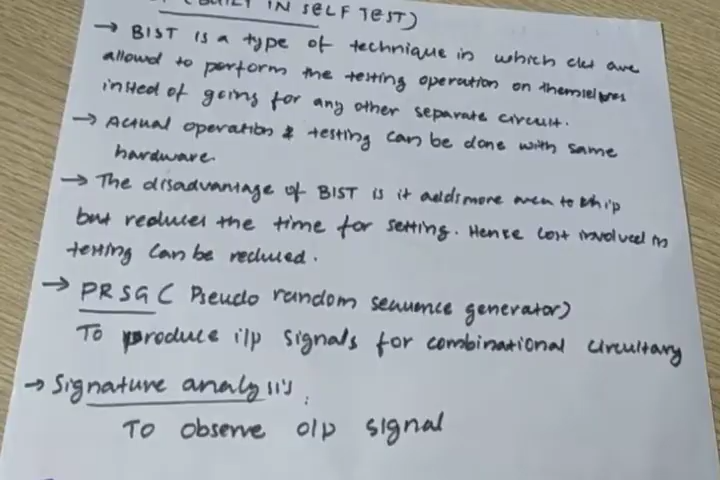 (BUILT IN SELF TEST)
→ BIST is a type of technique in which ckt are
allowed to perform the testing operation on themselves
insted of going for any other separate circuit.
→ Actual operation & testing can be done with same
hardware.
→ The disadvantage of BIST is it adds more area to chip
but reduces the time for setting. Hence cost involved in
testing can be reduced.
→ PRSG ( Pseudo random sequence generator)
To produce i/p signals for combinational circuitary
→ Signature analysis:
To observe o/p signal